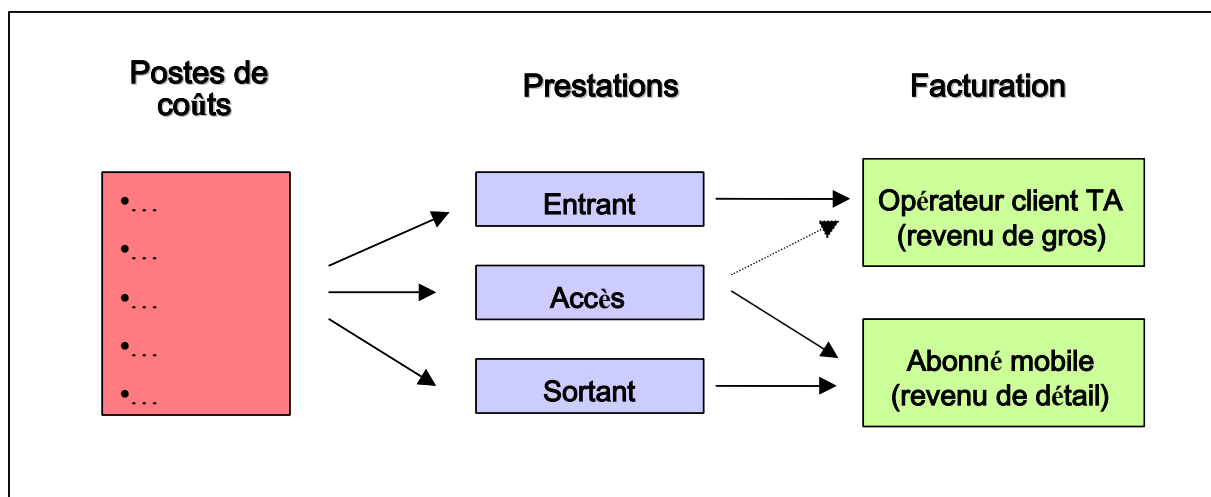 Postes de
coûts
Prestations
Facturation
•...
•...
•...
•...
•...
Entrant
Accès
Sortant
Opérateur client TA
(revenu de gros)
Abonné mobile
(revenu de détail)